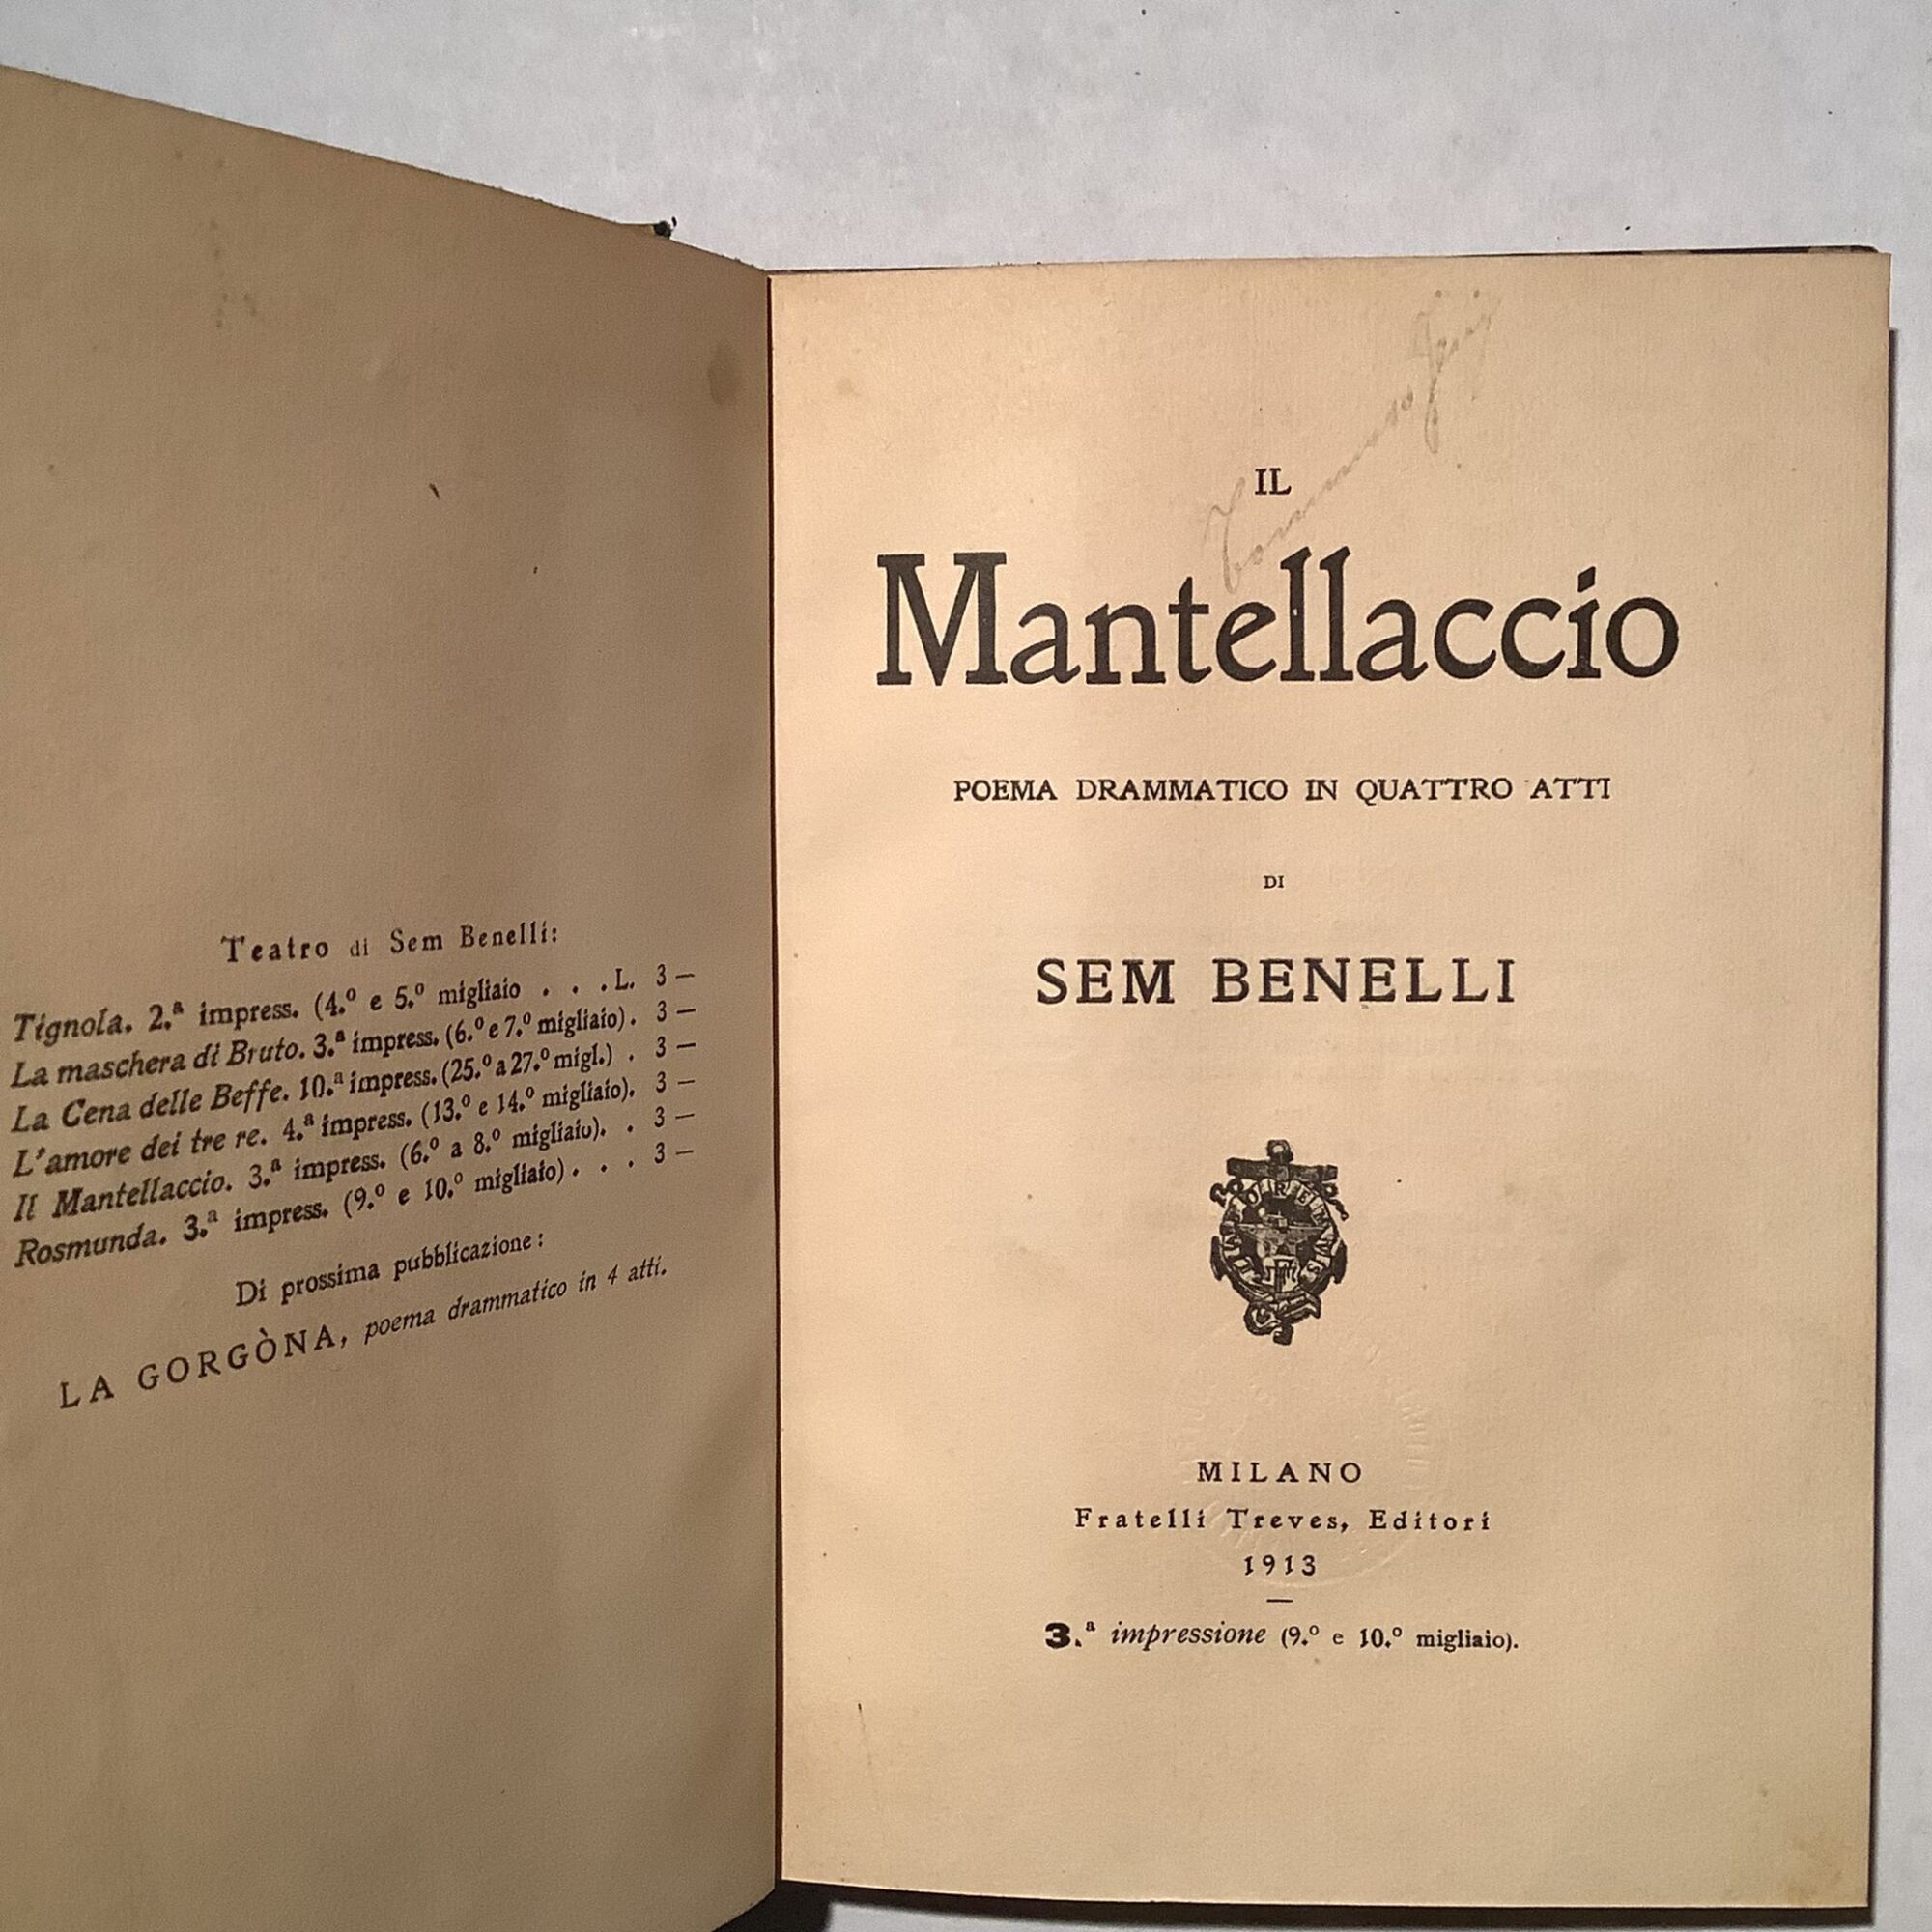 Teatro di Sem Benelli:
Tignola. 2.ª impress. (4.º e 5.º migliaio . . . L. 3 —
La maschera di Bruto. 3.ª impress. (6.º e 7.º migliaio). 3 —
La Cena delle Beffe. 10.ª impress. (25.º a 27.º migl.) . 3 —
L'amore dei tre re. 4.ª impress. (13.º e 14.º migliaio). 3 —
Il Mantellaccio. 3.ª impress. (6.º a 8.º migliaio). . 3 —
Rosmunda. 3.ª impress. (9.º e 10.º migliaio) . . . 3 —
Di prossima pubblicazione:
LA GORGÒNA, poema drammatico in 4 atti.
Tommaso
IL
Mantellaccio
POEMA DRAMMATICO IN QUATTRO ATTI
DI
SEM BENELLI
MILANO
Fratelli Treves, Editori
1913
3.ª impressione (9.º e 10.º migliaio).